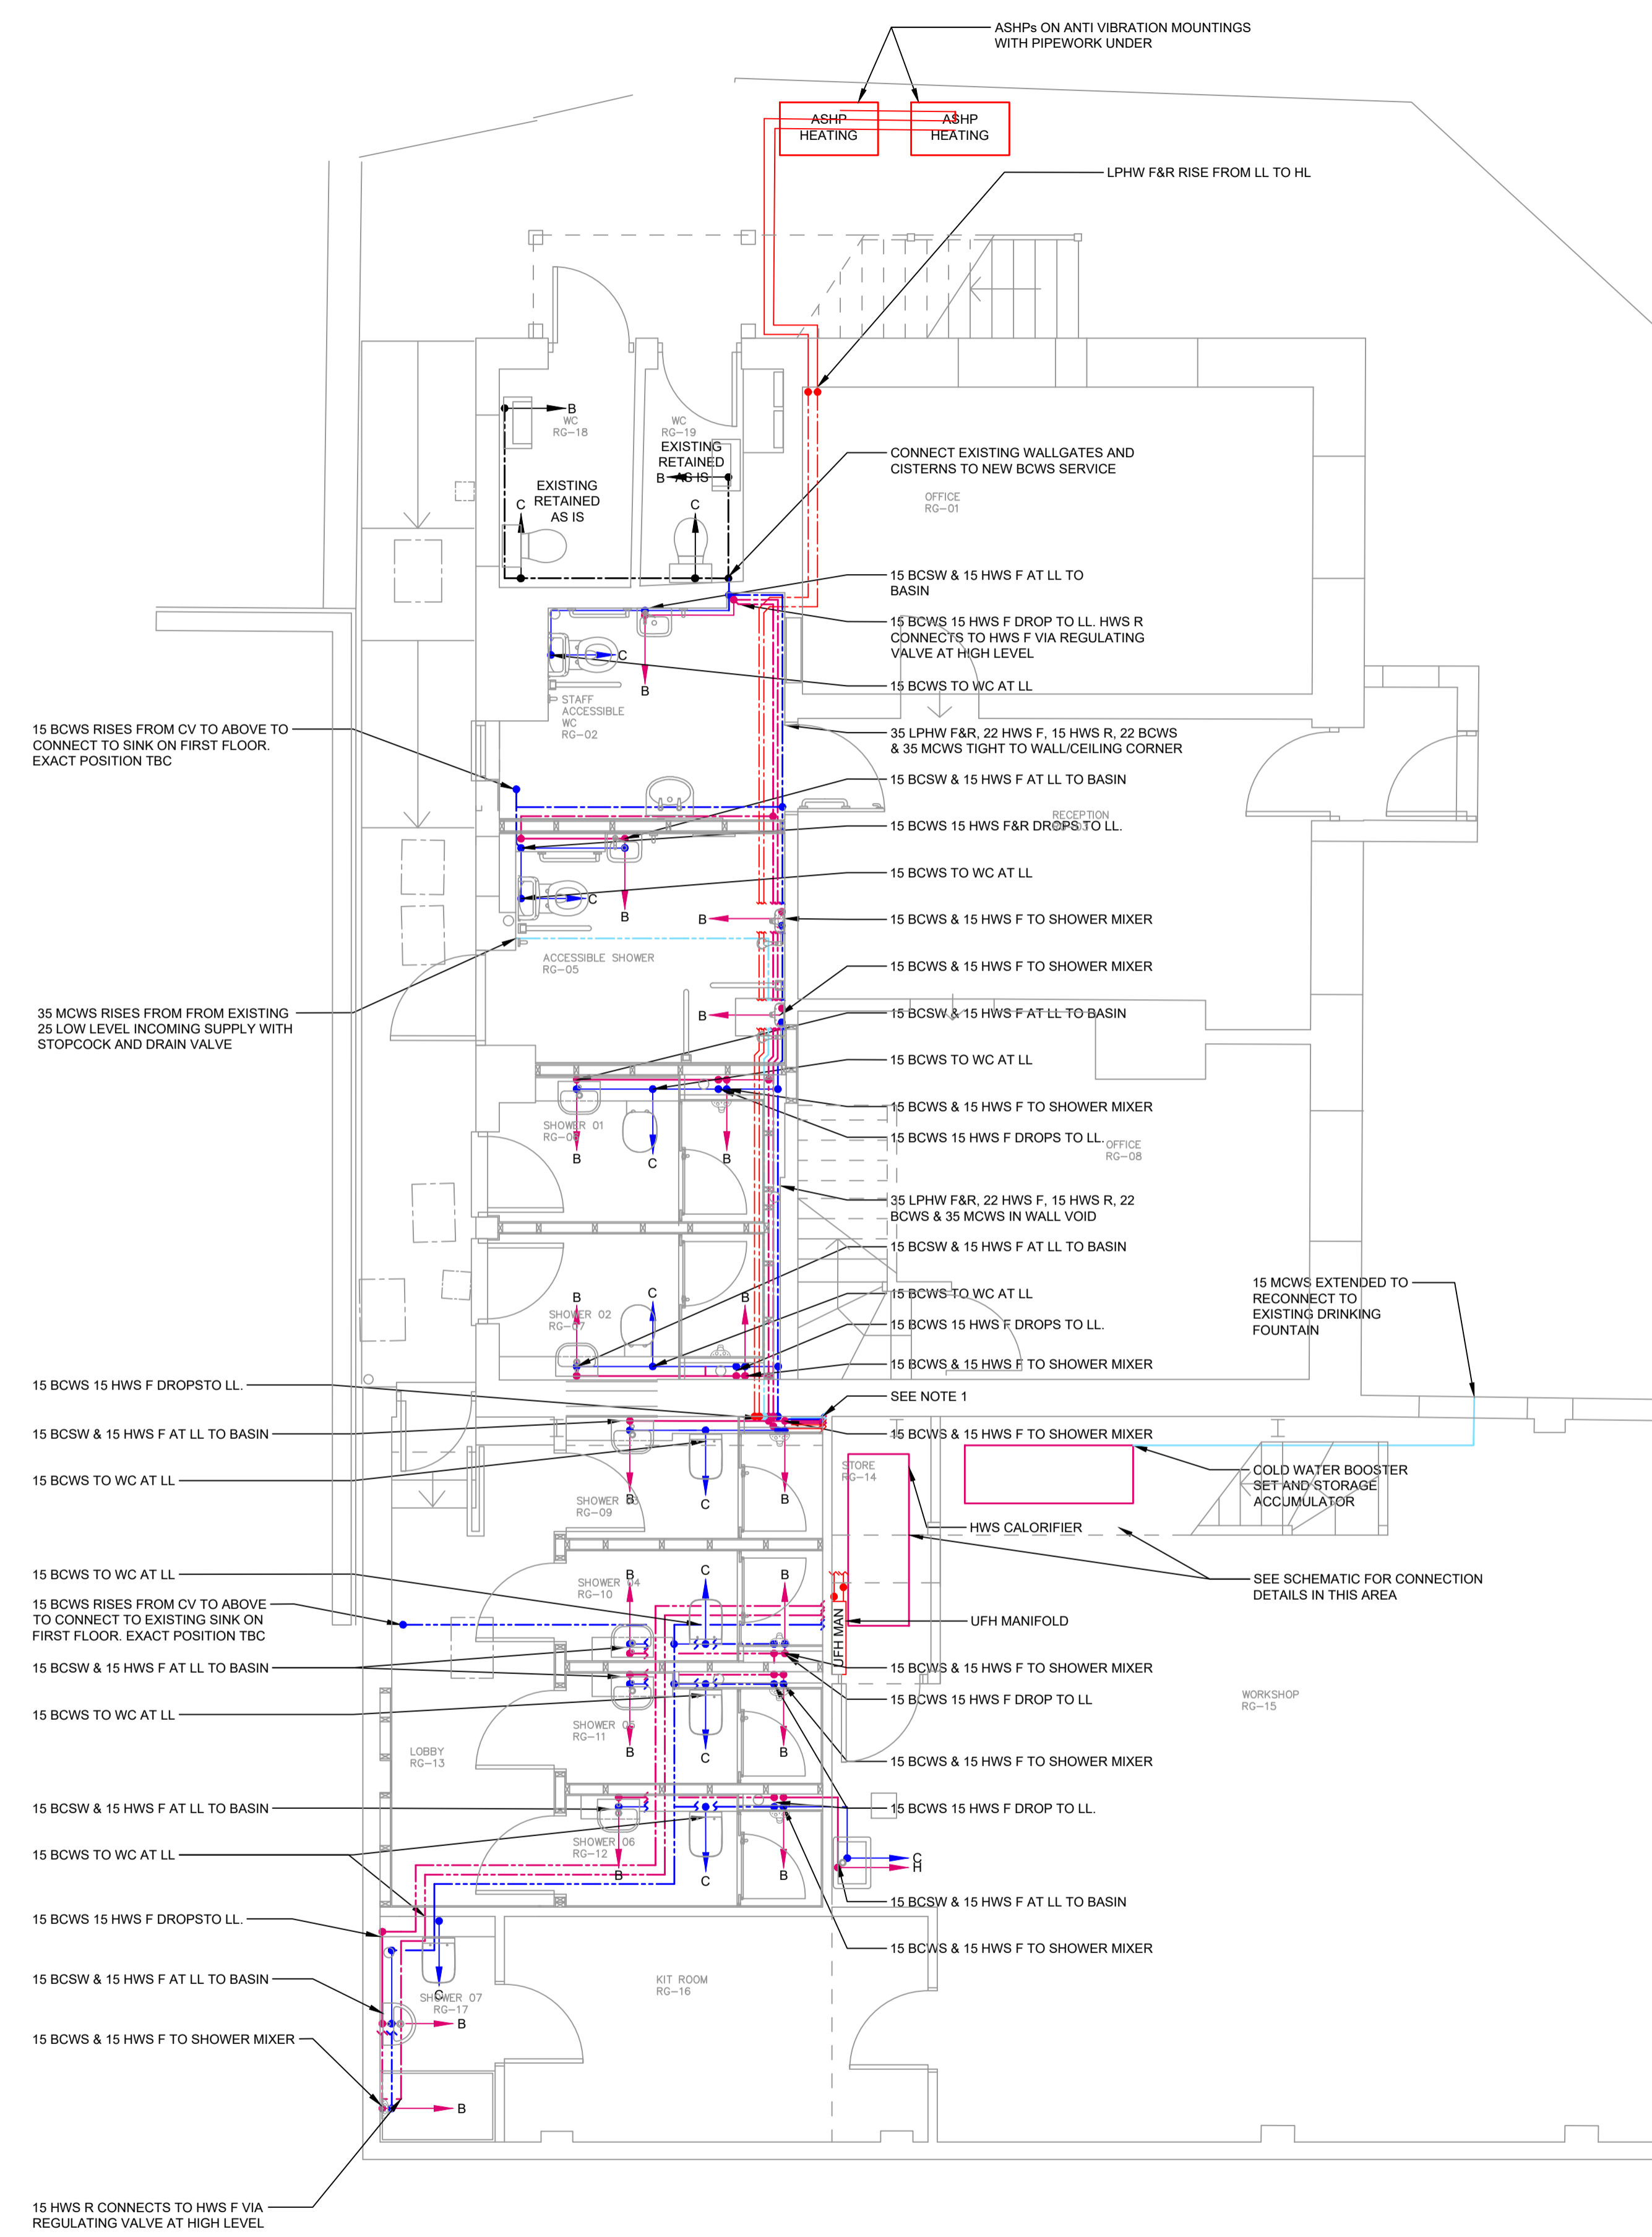 ASHPs ON ANTI VIBRATION MOUNTINGS
WITH PIPEWORK UNDER
ASHP
HEATING
ASHP
HEATING
LPHW F&R RISE FROM LL TO HL
B
WC
RG-18
WC
RG-19
EXISTING
RETAINED
AS IS
B
EXISTING
RETAINED
AS IS
C
C
CONNECT EXISTING WALLGATES AND
CISTERNS TO NEW BCWS SERVICE
OFFICE
RG-01
15 BCSW & 15 HWS F AT LL TO
BASIN
15 BCWS 15 HWS F DROP TO LL. HWS R
CONNECTS TO HWS F VIA REGULATING
VALVE AT HIGH LEVEL
C
B
15 BCWS TO WC AT LL
STAFF
ACCESSIBLE
WC
RG-02
15 BCWS RISES FROM CV TO ABOVE TO
CONNECT TO SINK ON FIRST FLOOR.
EXACT POSITION TBC
35 LPHW F&R, 22 HWS F, 15 HWS R, 22 BCWS
& 35 MCWS TIGHT TO WALL/CEILING CORNER
15 BCSW & 15 HWS F AT LL TO BASIN
RECEPTION
15 BCWS 15 HWS F&R DROPS TO LL.
15 BCWS TO WC AT LL
C
B
B
15 BCWS & 15 HWS F TO SHOWER MIXER
ACCESSIBLE SHOWER
RG-05
15 BCWS & 15 HWS F TO SHOWER MIXER
35 MCWS RISES FROM FROM EXISTING
25 LOW LEVEL INCOMING SUPPLY WITH
STOPCOCK AND DRAIN VALVE
B
15 BCSW & 15 HWS F AT LL TO BASIN
15 BCWS TO WC AT LL
15 BCWS & 15 HWS F TO SHOWER MIXER
SHOWER 01
RG-06
B
C
B
15 BCWS 15 HWS F DROPS TO LL.
OFFICE
RG-08
35 LPHW F&R, 22 HWS F, 15 HWS R, 22
BCWS & 35 MCWS IN WALL VOID
15 BCSW & 15 HWS F AT LL TO BASIN
15 MCWS EXTENDED TO
RECONNECT TO
EXISTING DRINKING
FOUNTAIN
B
C
B
15 BCWS TO WC AT LL
SHOWER 02
RG-07
15 BCWS 15 HWS F DROPS TO LL.
15 BCWS & 15 HWS F TO SHOWER MIXER
15 BCWS 15 HWS F DROPSTO LL.
SEE NOTE 1
15 BCSW & 15 HWS F AT LL TO BASIN
15 BCWS & 15 HWS F TO SHOWER MIXER
15 BCWS TO WC AT LL
STORE
RG-14
COLD WATER BOOSTER
SET AND STORAGE
ACCUMULATOR
B
C
B
SHOWER 03
RG-09
HWS CALORIFIER
15 BCWS TO WC AT LL
B
C
B
SHOWER 04
RG-10
SEE SCHEMATIC FOR CONNECTION
DETAILS IN THIS AREA
15 BCWS RISES FROM CV TO ABOVE
TO CONNECT TO EXISTING SINK ON
FIRST FLOOR. EXACT POSITION TBC
UFH MANIFOLD
UFH MAN
15 BCSW & 15 HWS F AT LL TO BASIN
15 BCWS & 15 HWS F TO SHOWER MIXER
15 BCWS 15 HWS F DROP TO LL
WORKSHOP
RG-15
15 BCWS TO WC AT LL
SHOWER 05
RG-11
B
C
B
LOBBY
RG-13
15 BCWS & 15 HWS F TO SHOWER MIXER
15 BCSW & 15 HWS F AT LL TO BASIN
15 BCWS 15 HWS F DROP TO LL.
SHOWER 06
RG-12
15 BCWS TO WC AT LL
C
H
B
C
B
15 BCSW & 15 HWS F AT LL TO BASIN
15 BCWS 15 HWS F DROPSTO LL.
15 BCWS & 15 HWS F TO SHOWER MIXER
15 BCSW & 15 HWS F AT LL TO BASIN
KIT ROOM
RG-16
C
SHOWER 07
RG-17
B
15 BCWS & 15 HWS F TO SHOWER MIXER
B
15 HWS R CONNECTS TO HWS F VIA
REGULATING VALVE AT HIGH LEVEL